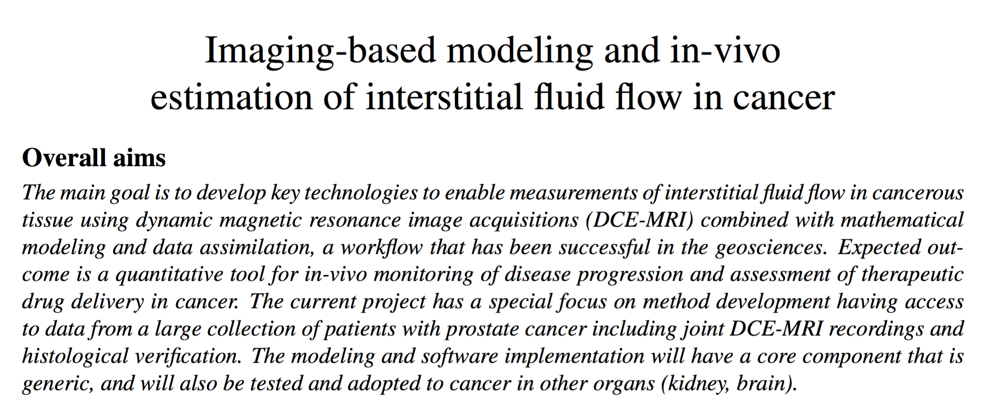 Imaging-based modeling and in-vivo
estimation of interstitial fluid flow in cancer
Overall aims
The main goal is to develop key technologies to enable measurements of interstitial fluid flow in cancerous
tissue using dynamic magnetic resonance image acquisitions (DCE-MRI) combined with mathematical
modeling and data assimilation, a workflow that has been successful in the geosciences. Expected out-
come is a quantitative tool for in-vivo monitoring of disease progression and assessment of therapeutic
drug delivery in cancer. The current project has a special focus on method development having access
to data from a large collection of patients with prostate cancer including joint DCE-MRI recordings and
histological verification. The modeling and software implementation will have a core component that is
generic, and will also be tested and adopted to cancer in other organs (kidney, brain).